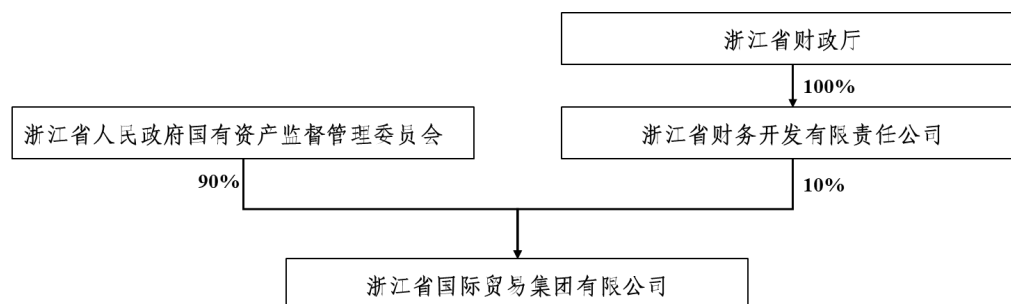 浙江省财政厅
100%
浙江省人民政府国有资产监督管理委员会
浙江省财务开发有限责任公司
90%
10%
浙江省国际贸易集团有限公司